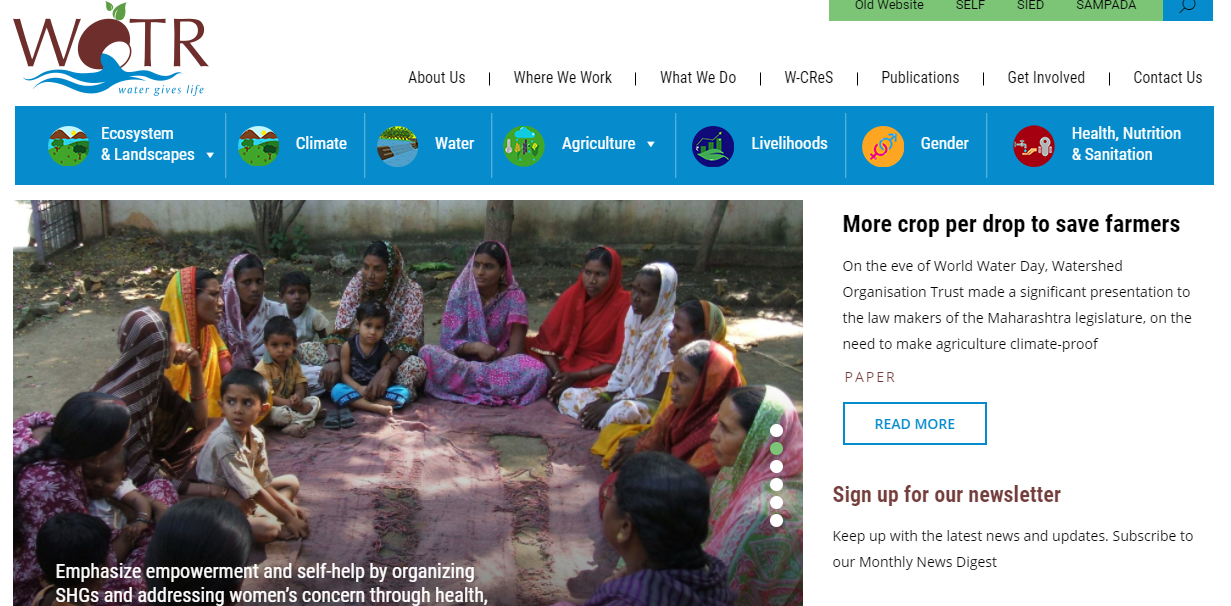 WOTR
water gives life
Old Website SELF SIED SAMPADA
About Us | Where We Work | What We Do | W-CReS | Publications | Get Involved | Contact Us
Ecosystem
& Landscapes
Climate
Water
Agriculture
Livelihoods
Gender
Health, Nutrition
& Sanitation
Emphasize empowerment and self-help by organizing
SHGs and addressing women's concern through health,
More crop per drop to save farmers
On the eve of World Water Day, Watershed
Organisation Trust made a significant presentation to
the law makers of the Maharashtra legislature, on the
need to make agriculture climate-proof
PAPER
READ MORE
Sign up for our newsletter
Keep up with the latest news and updates. Subscribe to
our Monthly News Digest